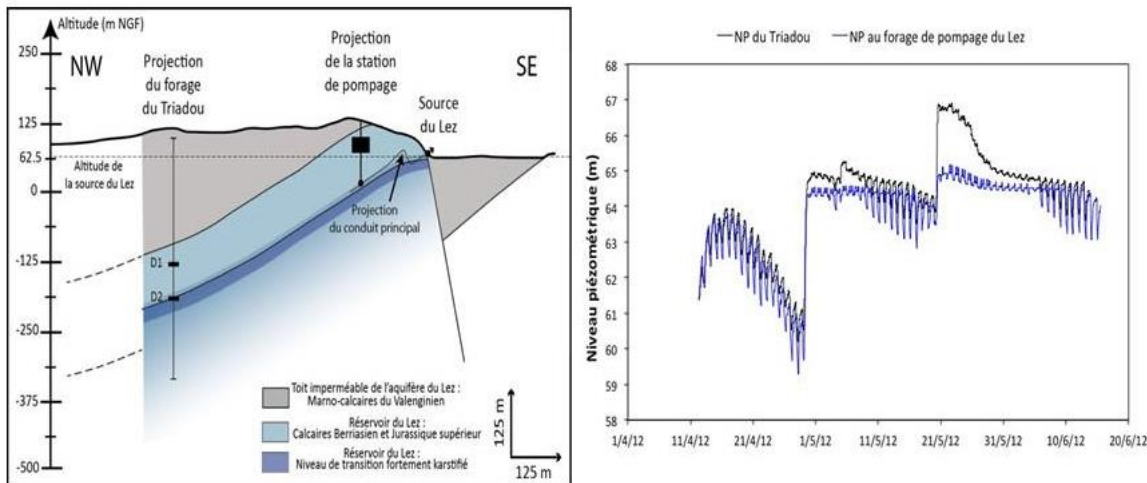 Altitude (m NGF)
250
125
62.5
0
-125
-250
-375
-500
NW
SE
Projection
du forage
du Triadou
Projection
de la station
de pompage
Source
du Lez
Altitude de
la source du Lez
Projection
du conduit principal
D1
D2
Toit imperméable de l'aquifère du Lez :
Marno-calcaires du Valenginien
Réservoir du Lez :
Calcaires Berriasien et Jurassique supérieur
Réservoir du Lez :
Niveau de transition fortement karstifié
125 m
125 m
NP du Triadou
NP au forage de pompage du Lez
Niveau piézométrique (m)
68
67
66
65
64
63
62
61
60
59
58
1/4/12 11/4/12 21/4/12 1/5/12 11/5/12 21/5/12 31/5/12 10/6/12 20/6/12